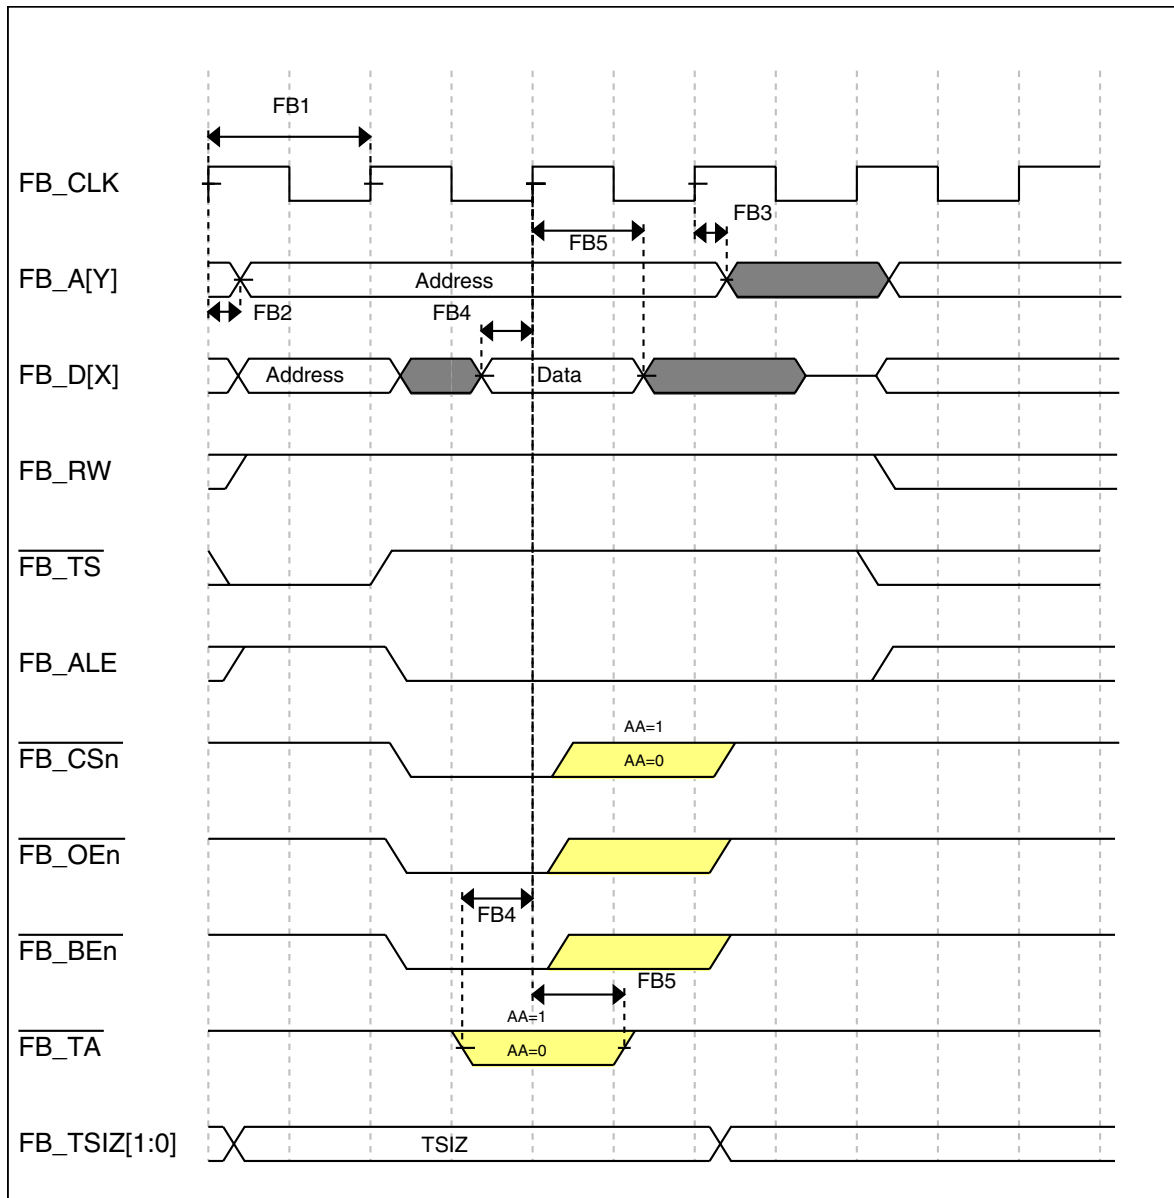 FB1
FB_CLK
FB3
FB5
FB_A[Y]
Address
FB2
FB4
FB_D[X]
Address
Data
FB_RW
FB_TS
FB_ALE
AA=1
FB_CSn
AA=0
FB_OEn
FB4
FB_BEn
FB5
AA=1
FB_TA
AA=0
FB_TSIZ[1:0]
TSIZ